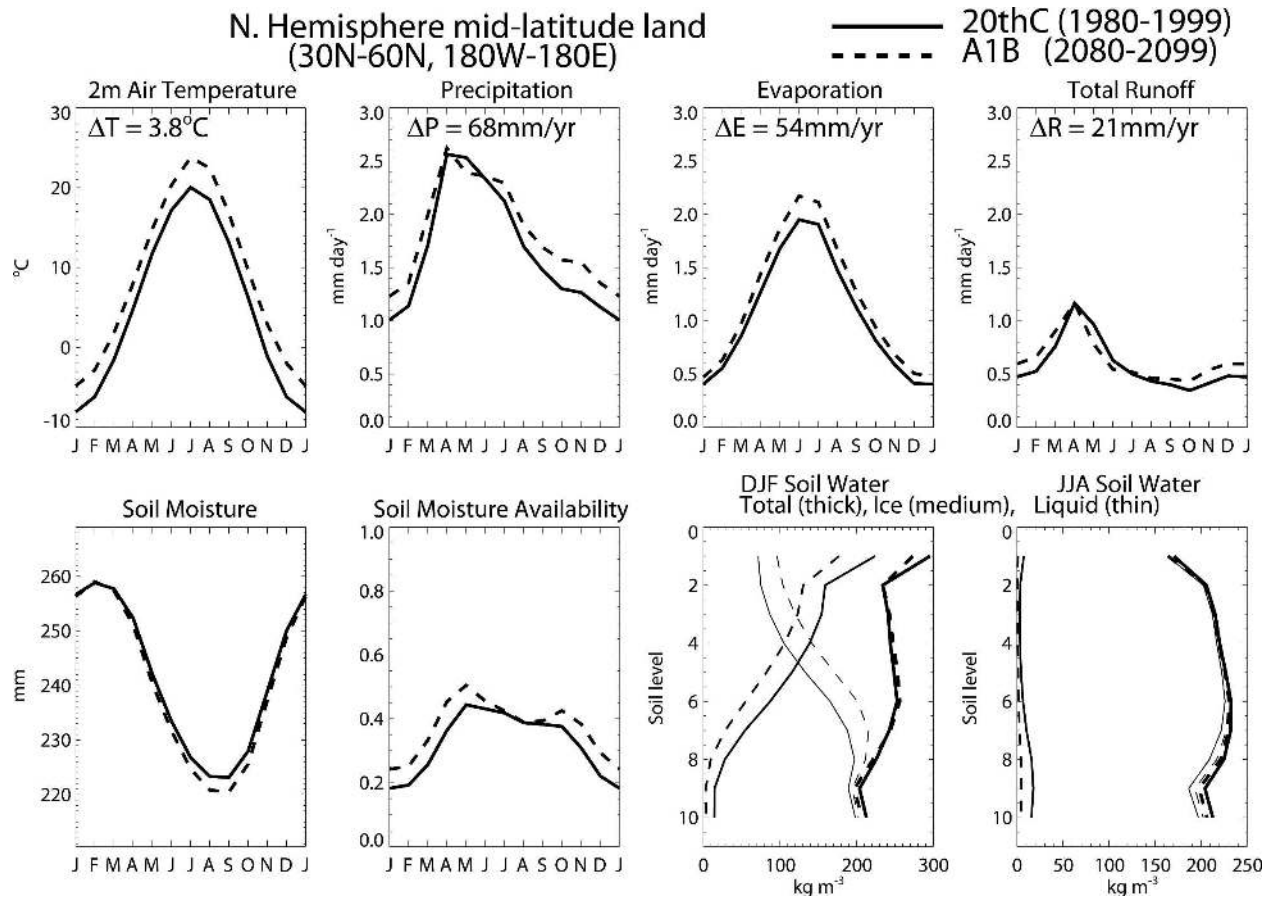 N. Hemisphere mid-latitude land
(30N-60N, 180W-180E)
20thC (1980-1999)
A1B (2080-2099)
2m Air Temperature
ΔT = 3.8°C
°C
30
20
10
0
-10
J F M A M J J A S O N D J
Precipitation
ΔP = 68mm/yr
mm day⁻¹
3.0
2.5
2.0
1.5
1.0
0.5
0.0
J F M A M J J A S O N D J
Evaporation
ΔE = 54mm/yr
mm day⁻¹
3.0
2.5
2.0
1.5
1.0
0.5
0.0
J F M A M J J A S O N D J
Total Runoff
ΔR = 21mm/yr
mm day⁻¹
3.0
2.5
2.0
1.5
1.0
0.5
0.0
J F M A M J J A S O N D J
Soil Moisture
mm
260
250
240
230
220
J F M A M J J A S O N D J
Soil Moisture Availability
1.0
0.8
0.6
0.4
0.2
0.0
J F M A M J J A S O N D J
DJF Soil Water JJA Soil Water
Total (thick), Ice (medium), Liquid (thin)
Soil level
0
2
4
6
8
10
0 100 200 300
kg m⁻³
Soil level
0
2
4
6
8
10
0 50 100 150 200 250
kg m⁻³